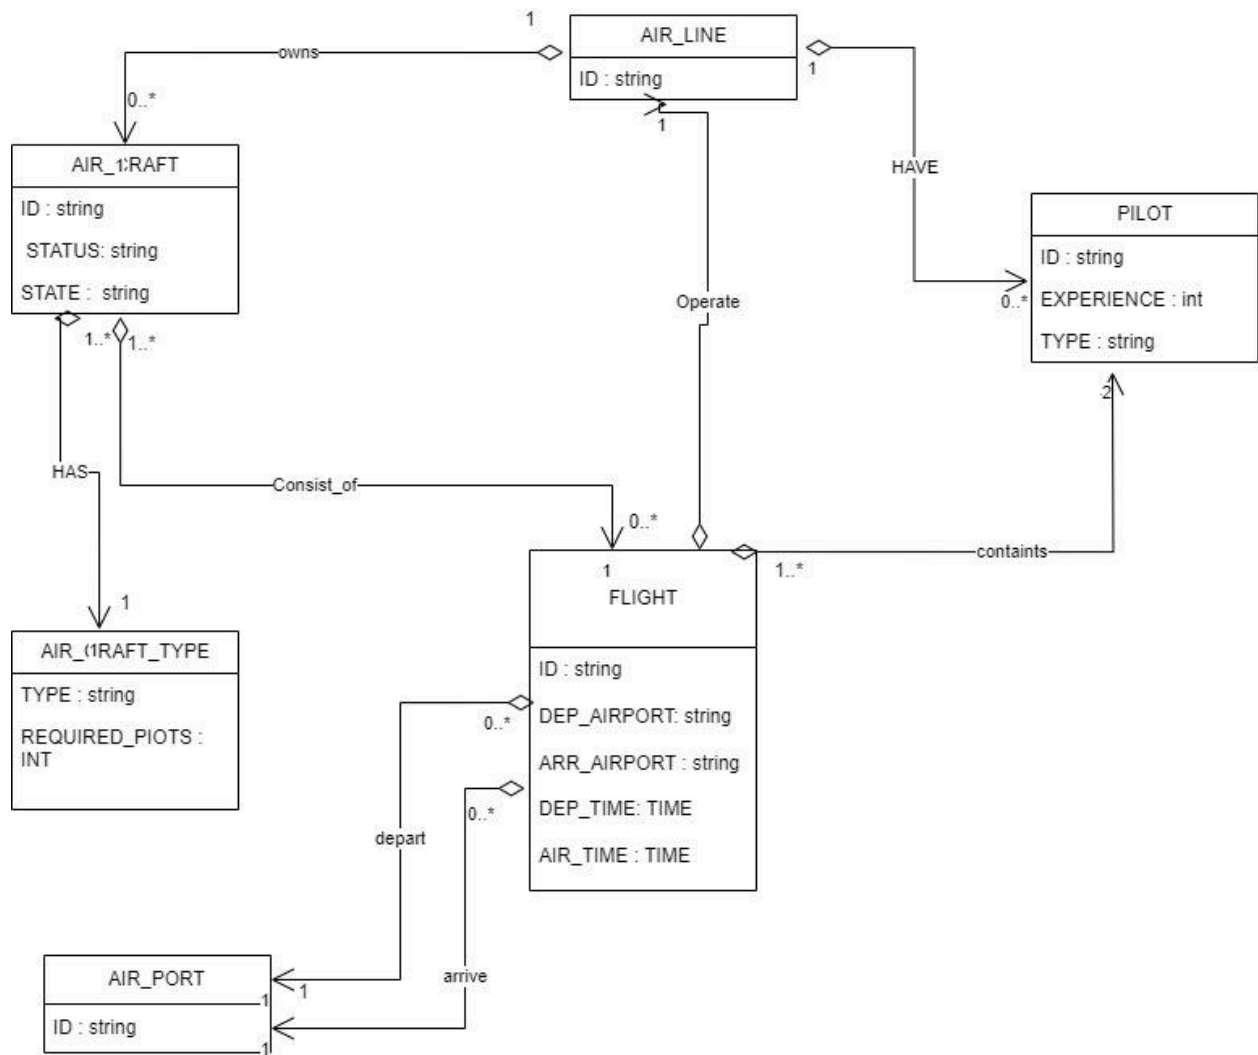 1
AIR_LINE
owns
1
ID : string
0..*
1
HAVE
AIR_1RAFT
ID : string
STATUS: string
STATE : string
PILOT
ID : string
EXPERIENCE : int
TYPE : string
0..*
Operate
1..*
1..*
2
HAS
Consist_of
0..*
1
containts
1..*
FLIGHT
1
AIR_(1RAFT_TYPE
TYPE : string
REQUIRED_PIOTS :
INT
ID : string
DEP_AIRPORT: string
ARR_AIRPORT : string
DEP_TIME: TIME
AIR_TIME : TIME
0..*
0..*
depart
arrive
AIR_PORT
1
1
ID : string
1